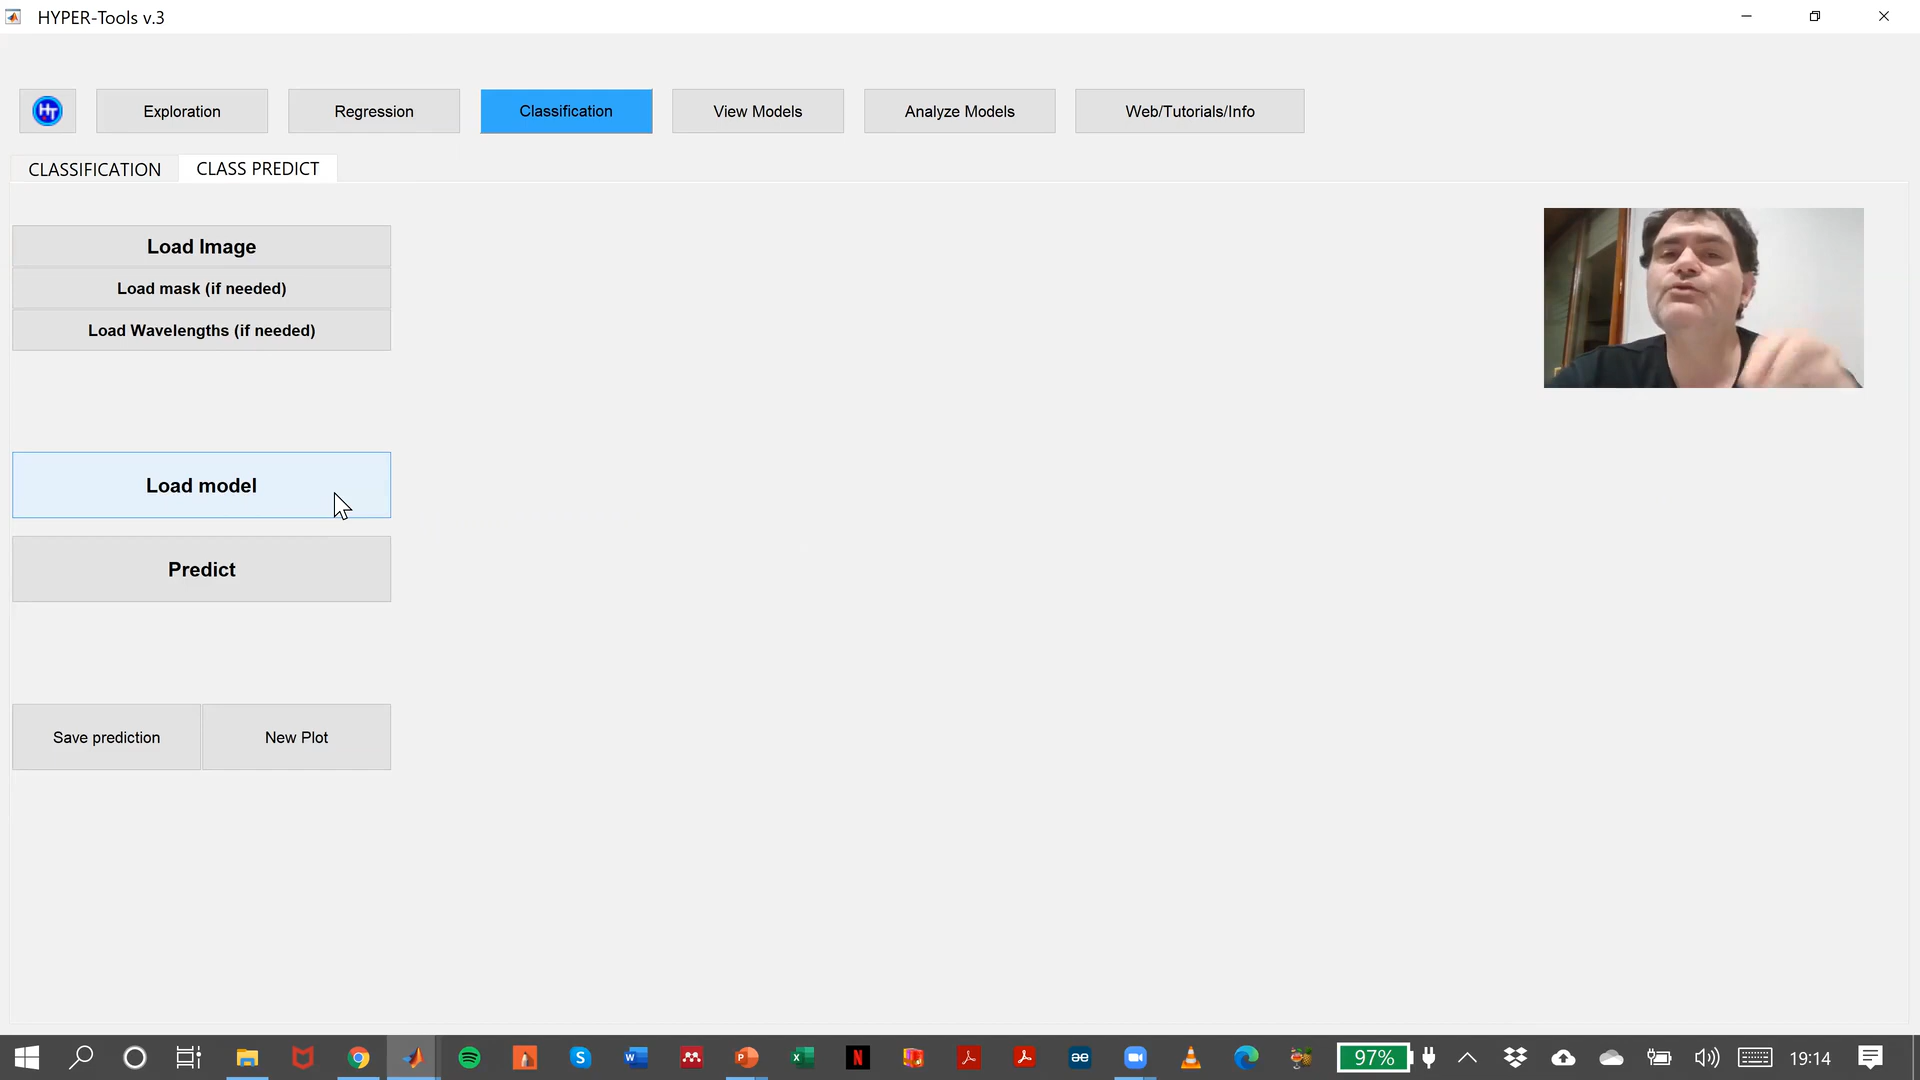 HYPER-Tools v.3
HT
Exploration
Regression
Classification
View Models
Analyze Models
Web/Tutorials/Info
CLASSIFICATION
CLASS PREDICT
Load Image
Load mask (if needed)
Load Wavelengths (if needed)
Load model
Predict
Save prediction
New Plot
97%
19:14